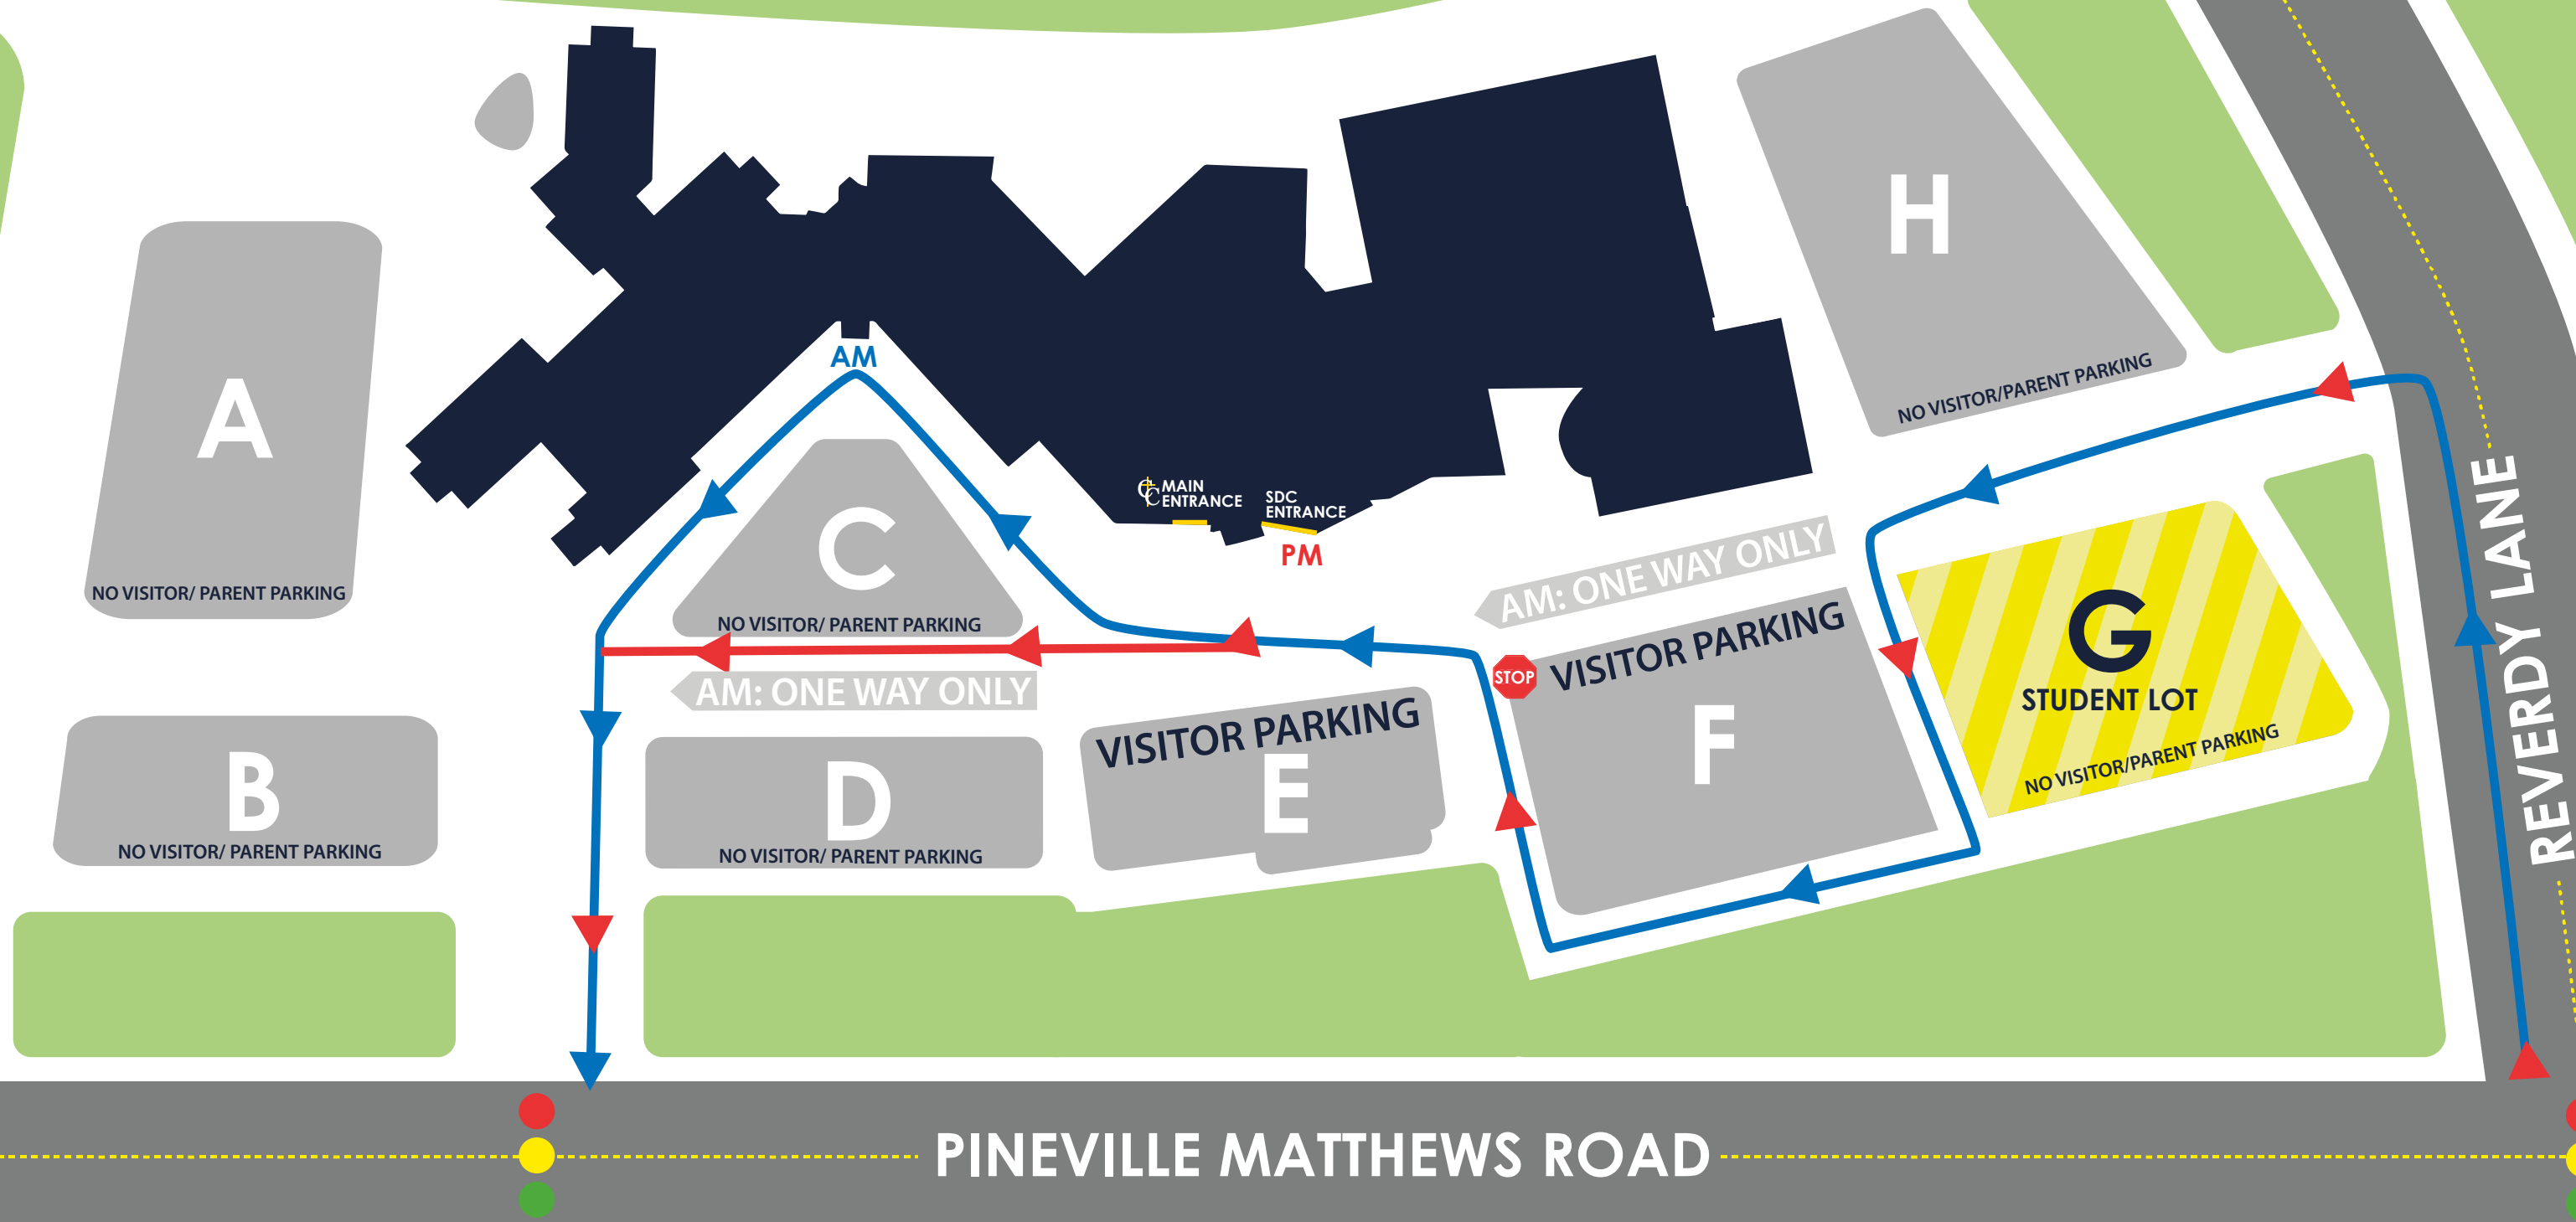 H
NO VISITOR/PARENT PARKING
AM
A
NO VISITOR/ PARENT PARKING
CC MAIN
ENTRANCE
SDC
ENTRANCE
PM
C
NO VISITOR/ PARENT PARKING
AM: ONE WAY ONLY
AM: ONE WAY ONLY
STOP
VISITOR PARKING
F
G
STUDENT LOT
NO VISITOR/PARENT PARKING
REVERDY LANE
B
NO VISITOR/ PARENT PARKING
D
NO VISITOR/ PARENT PARKING
VISITOR PARKING
E
PINEVILLE MATTHEWS ROAD